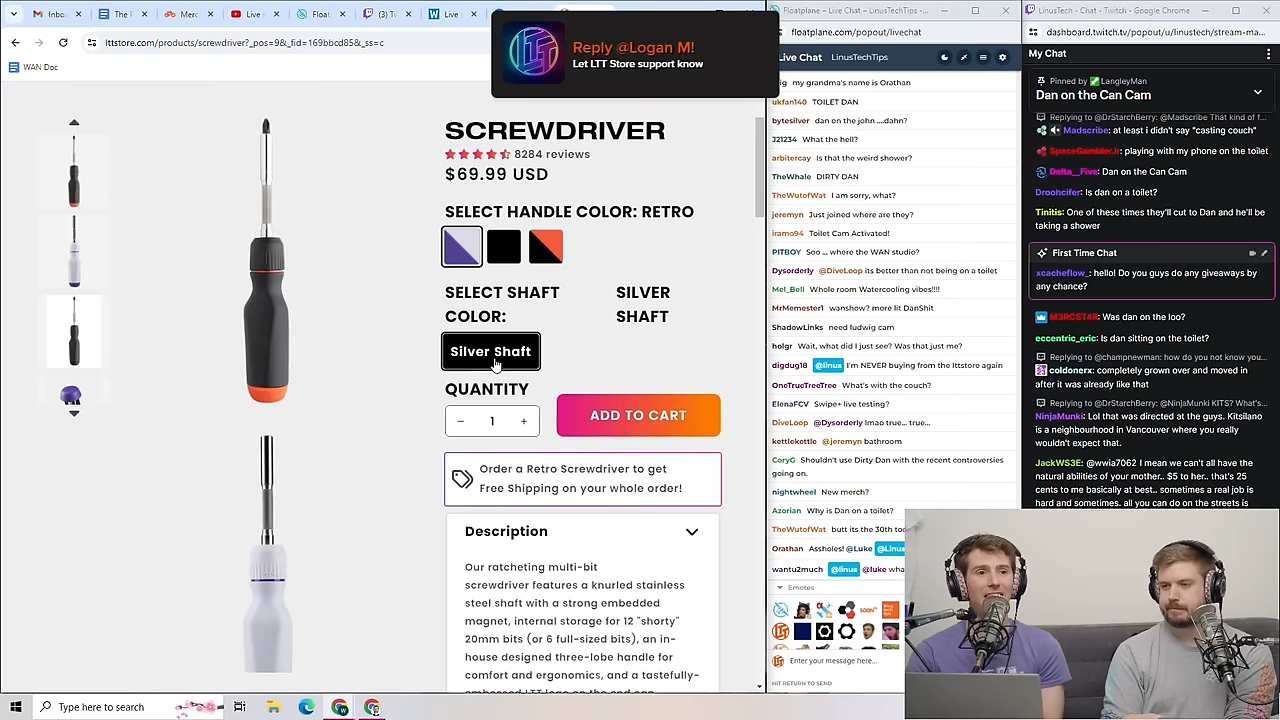 Reply @Logan M!
Let LTT Store support know
WAN Doc
SCREWDRIVER
8284 reviews
$69.99 USD
SELECT HANDLE COLOR: RETRO
SELECT SHAFT
COLOR:
SILVER
SHAFT
Silver Shaft
QUANTITY
− 1 +
ADD TO CART
Order a Retro Screwdriver to get
Free Shipping on your whole order!
Description
Our ratcheting multi-bit
screwdriver features a knurled stainless
steel shaft with a strong embedded
magnet, internal storage for 12 "shorty"
20mm bits (or 6 full-sized bits), an in-
house designed three-lobe handle for
comfort and ergonomics, and a tastefully-
Type here to search
Floatplane - LinusTechTips
floatplane.com/popout/livechat
Live Chat LinusTechTips
my grandma's name is Orathan
ukfan140 TOILET DAN
bytesilver dan on the john ....dahn?
J21234 What the hell?
arbitercay Is that the weird shower?
TheWhale DIRTY DAN
TheWutofWat I am sorry, what?
jeremyn Just joined where are they?
iramo94 Toilet Cam Activated!
PITBOY Soo ... where the WAN studio?
Dysorderly @DiveLoop its better than not being on a toilet
Mel_Bell Whole room Watercooling vibes!!!!
MrMemester1 wanshow? more lit DanShit
ShadowLinks need ludwig cam
holgr Wait, what did I just see? Was that just me?
digdug18 @linus I'm NEVER buying from the lttstore again
OneTrueTreeTree What's with the couch?
ElenaFCV Swipe+ live testing?
DiveLoop @Dysorderly lmao true... true...
kettlekettle @jeremyn bathroom
CoryG Shouldn't use Dirty Dan with the recent controversies
going on.
nightwheel New merch?
Azorian Why is Dan on a toilet?
TheWutofWat butt its the 30th
Orathan Assholes! @Luke
wantu2much @linus @luke
Emotes
Enter your message here...
HIT RETURN TO SEND
LinusTech - Chat - Twitch - Google Chrome
dashboard.twitch.tv/popout/u/linustech/stream-ma...
My Chat
Pinned by LangleyMan
Dan on the Can Cam
Replying to @DrStarchBerry: @Madscribe That kind of f...
Madscribe: at least i didn't say "casting couch"
SpaceGamblerJr: playing with my phone on the toilet
Delta__Five: Dan on the Can Cam
Droohcifer: Is dan on a toilet?
Tinitis: One of these times they'll cut to Dan and he'll be
taking a shower
First Time Chat
xcacheflow_: hello! Do you guys do any giveaways by
any chance?
M3RCST4R: Was dan on the loo?
eccentric_eric: Is dan sitting on the toilet?
Replying to @champnewman: how do you not know you...
coldonerx: completely grown over and moved in
after it was already like that
Replying to @DrStarchBerry: @NinjaMunki KITS? What's...
NinjaMunki: Lol that was directed at the guys. Kitsilano
is a neighbourhood in Vancouver where you really
wouldn't expect that.
JackWS3E: @wwia7062 I mean we can't all have the
natural abilities of your mother.. $5 to her.. that's 25
cents to me basically at best.. sometimes a real job is
hard and sometimes. all you can do on the streets is